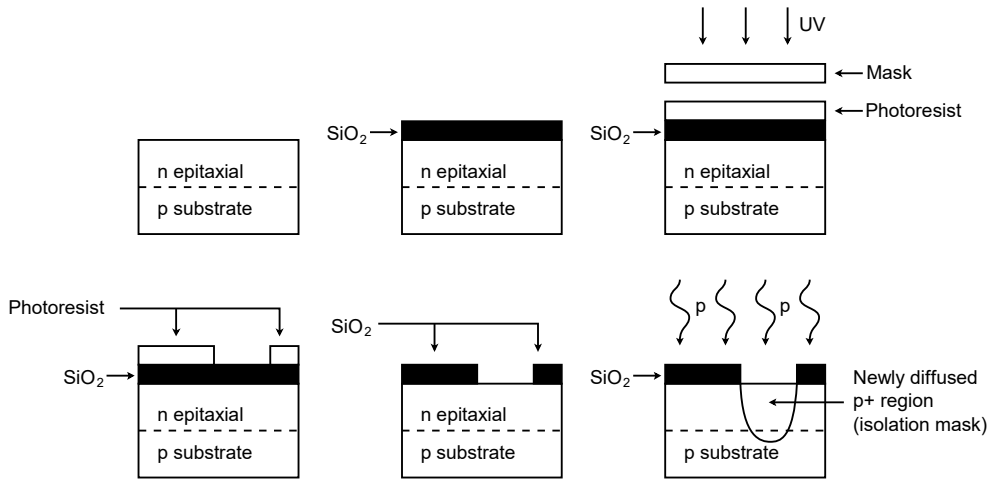 UV
Mask
Photoresist
SiO2
SiO2
n epitaxial
p substrate
n epitaxial
p substrate
n epitaxial
p substrate
Photoresist
SiO2
n epitaxial
p substrate
SiO2
n epitaxial
p substrate
p
p
SiO2
Newly diffused
p+ region
(isolation mask)
p substrate